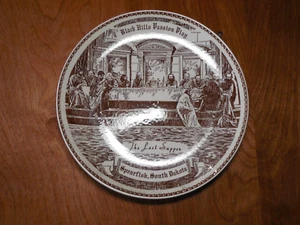 Black Hills Passion Play
The Last Supper
Spearfish, South Dakota